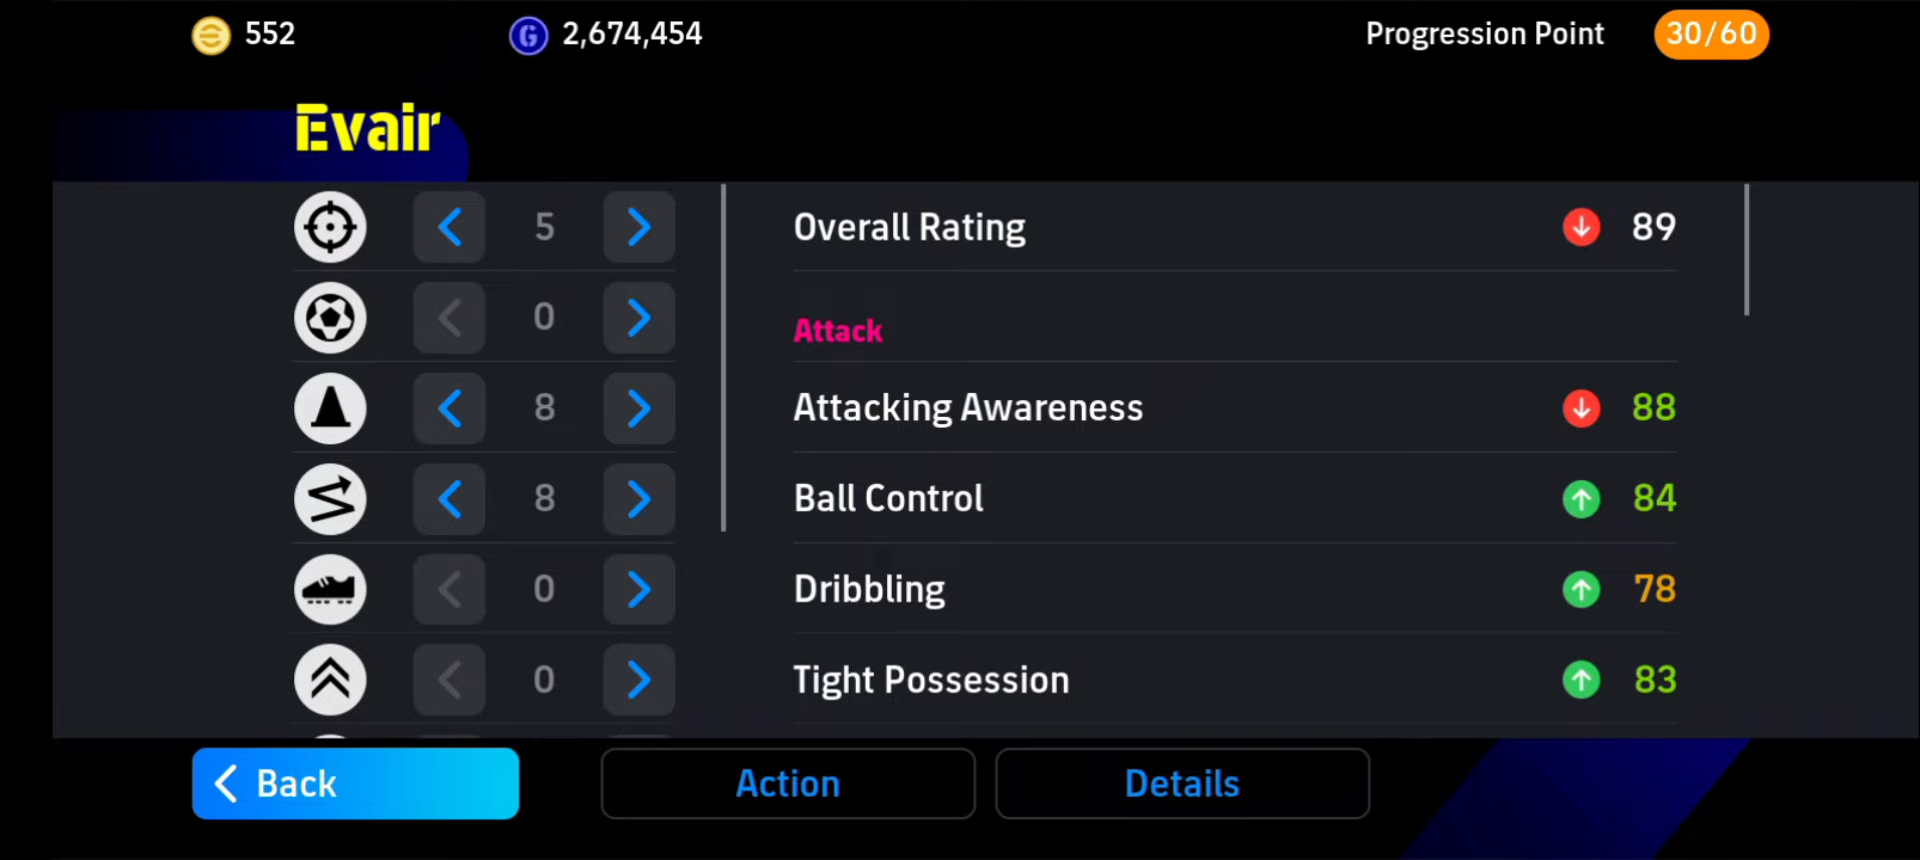 552
2,674,454
Progression Point
30/60
Evair
5
0
8
8
0
0
Overall Rating 89
Attack
Attacking Awareness 88
Ball Control 84
Dribbling 78
Tight Possession 83
Back
Action
Details